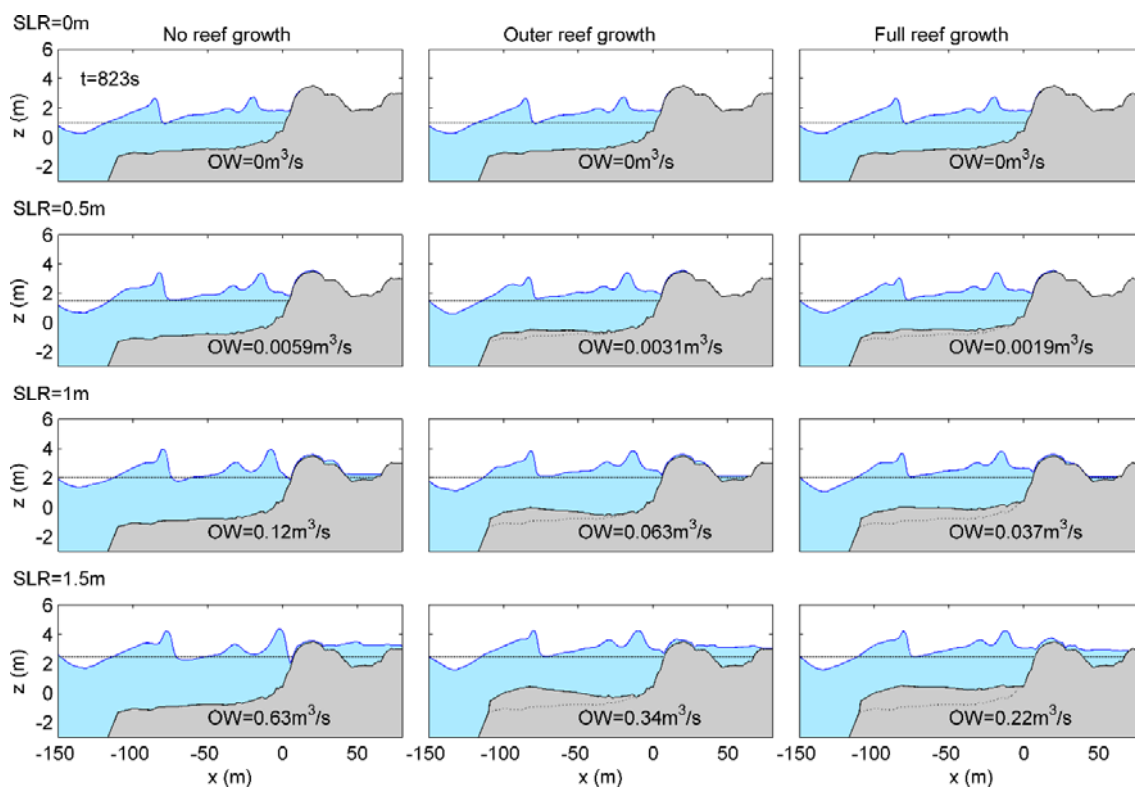 SLR=0m
No reef growth Outer reef growth Full reef growth
6
4
2
0
-2
z (m)
t=823s
OW=0m³/s OW=0m³/s OW=0m³/s
SLR=0.5m
6
4
2
0
-2
z (m)
OW=0.0059m³/s OW=0.0031m³/s OW=0.0019m³/s
SLR=1m
6
4
2
0
-2
z (m)
OW=0.12m³/s OW=0.063m³/s OW=0.037m³/s
SLR=1.5m
6
4
2
0
-2
z (m)
OW=0.63m³/s OW=0.34m³/s OW=0.22m³/s
-150 -100 -50 0 50 -150 -100 -50 0 50 -150 -100 -50 0 50
x (m) x (m) x (m)